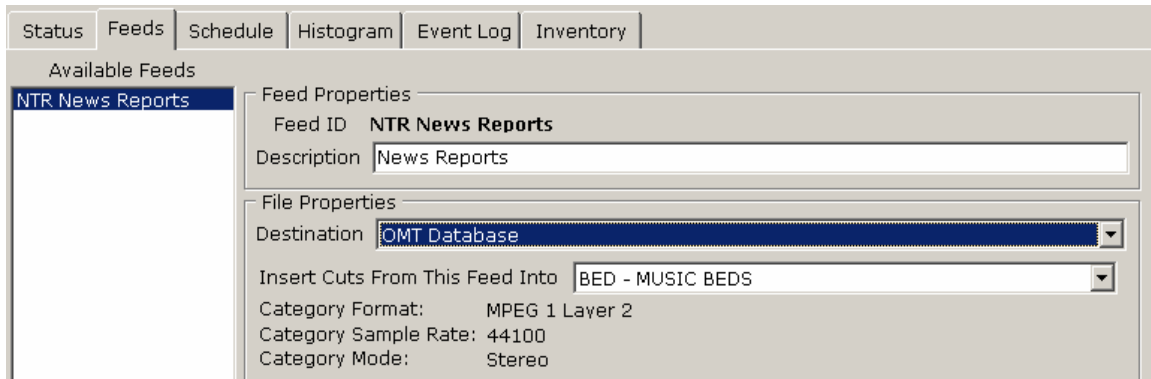 Status Feeds Schedule Histogram Event Log Inventory
Available Feeds
NTR News Reports
Feed Properties
Feed ID NTR News Reports
Description News Reports
File Properties
Destination OMT Database
Insert Cuts From This Feed Into BED - MUSIC BEDS
Category Format: MPEG 1 Layer 2
Category Sample Rate: 44100
Category Mode: Stereo